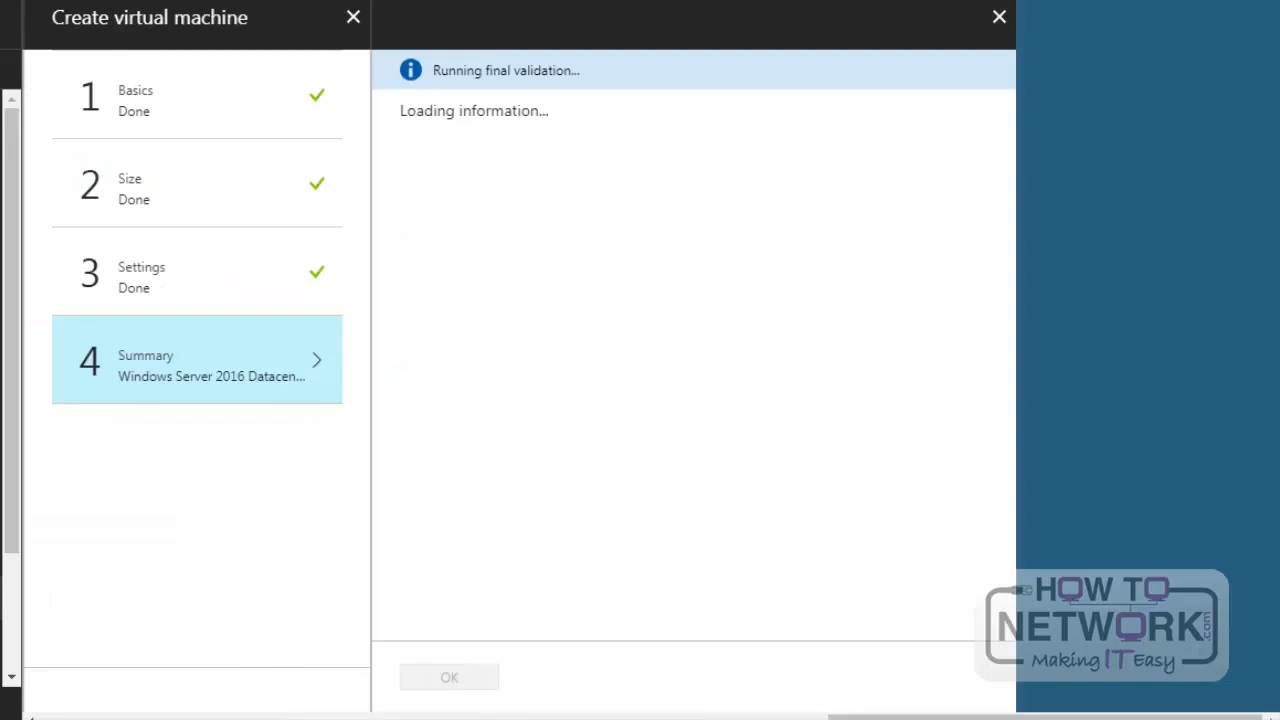 Create virtual machine
1
Basics
Done
2
Size
Done
3
Settings
Done
4
Summary
Windows Server 2016 Datacen...
Running final validation...
Loading information...
OK
HOW TO
NETWORK.com
Making IT Easy